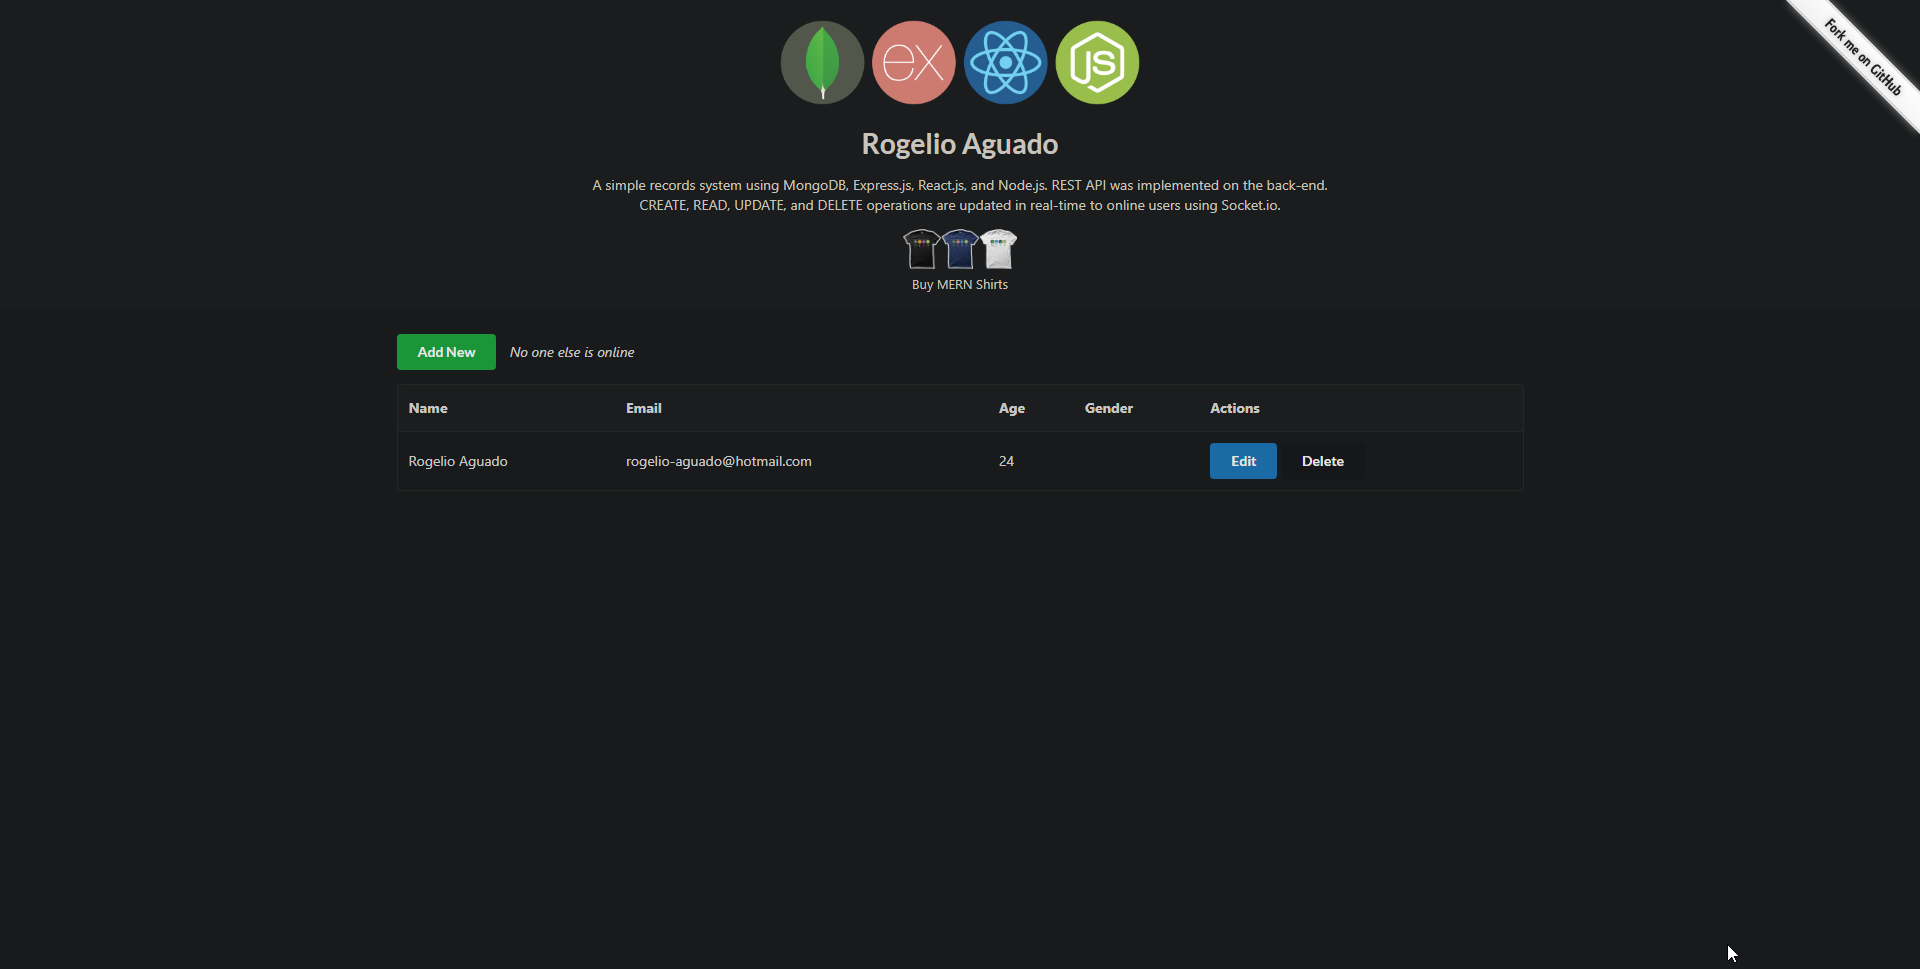 ex
JS
Fork me on GitHub
Rogelio Aguado
A simple records system using MongoDB, Express.js, React.js, and Node.js. REST API was implemented on the back-end.
CREATE, READ, UPDATE, and DELETE operations are updated in real-time to online users using Socket.io.
Buy MERN Shirts
Add New No one else is online
Name Email Age Gender Actions
Rogelio Aguado rogelio-aguado@hotmail.com 24 Edit Delete